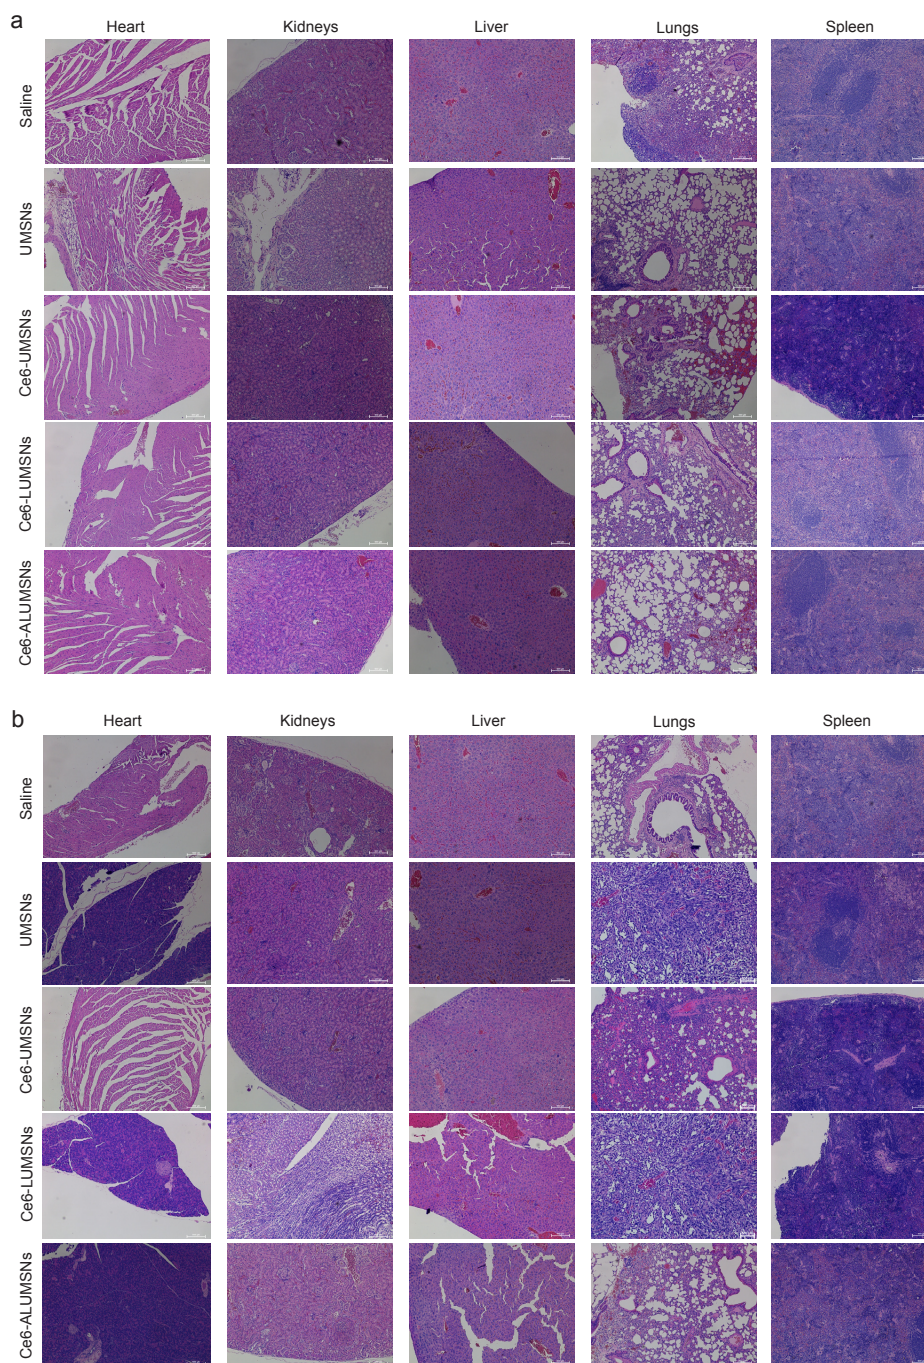 a
Heart Kidneys Liver Lungs Spleen
Saline
UMSNs
Ce6-UMSNs
Ce6-LUMSNs
Ce6-ALUMSNs
b
Heart Kidneys Liver Lungs Spleen
Saline
UMSNs
Ce6-UMSNs
Ce6-LUMSNs
Ce6-ALUMSNs